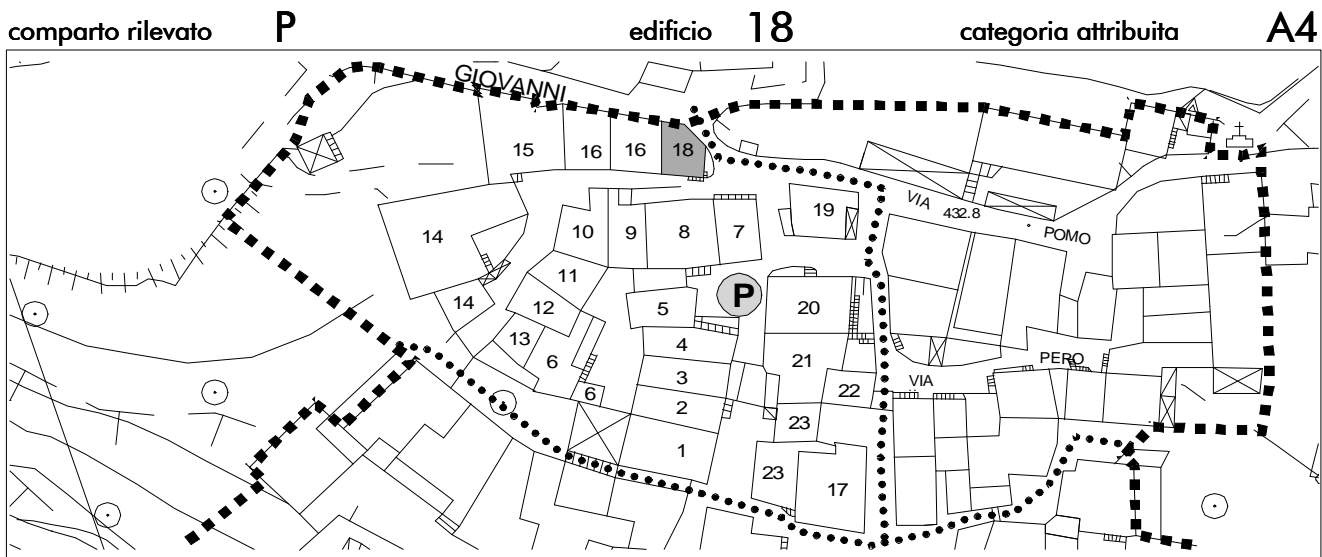 comparto rilevato P edificio 18 categoria attribuita A4
GIOVANNI
15 16 16 18
VIA 432.8 POMO
19
14 10 9 8 7
11
14 12 5 P 20
13 6 4 21 PERO
3 VIA
6 2 22
23
1
23 17